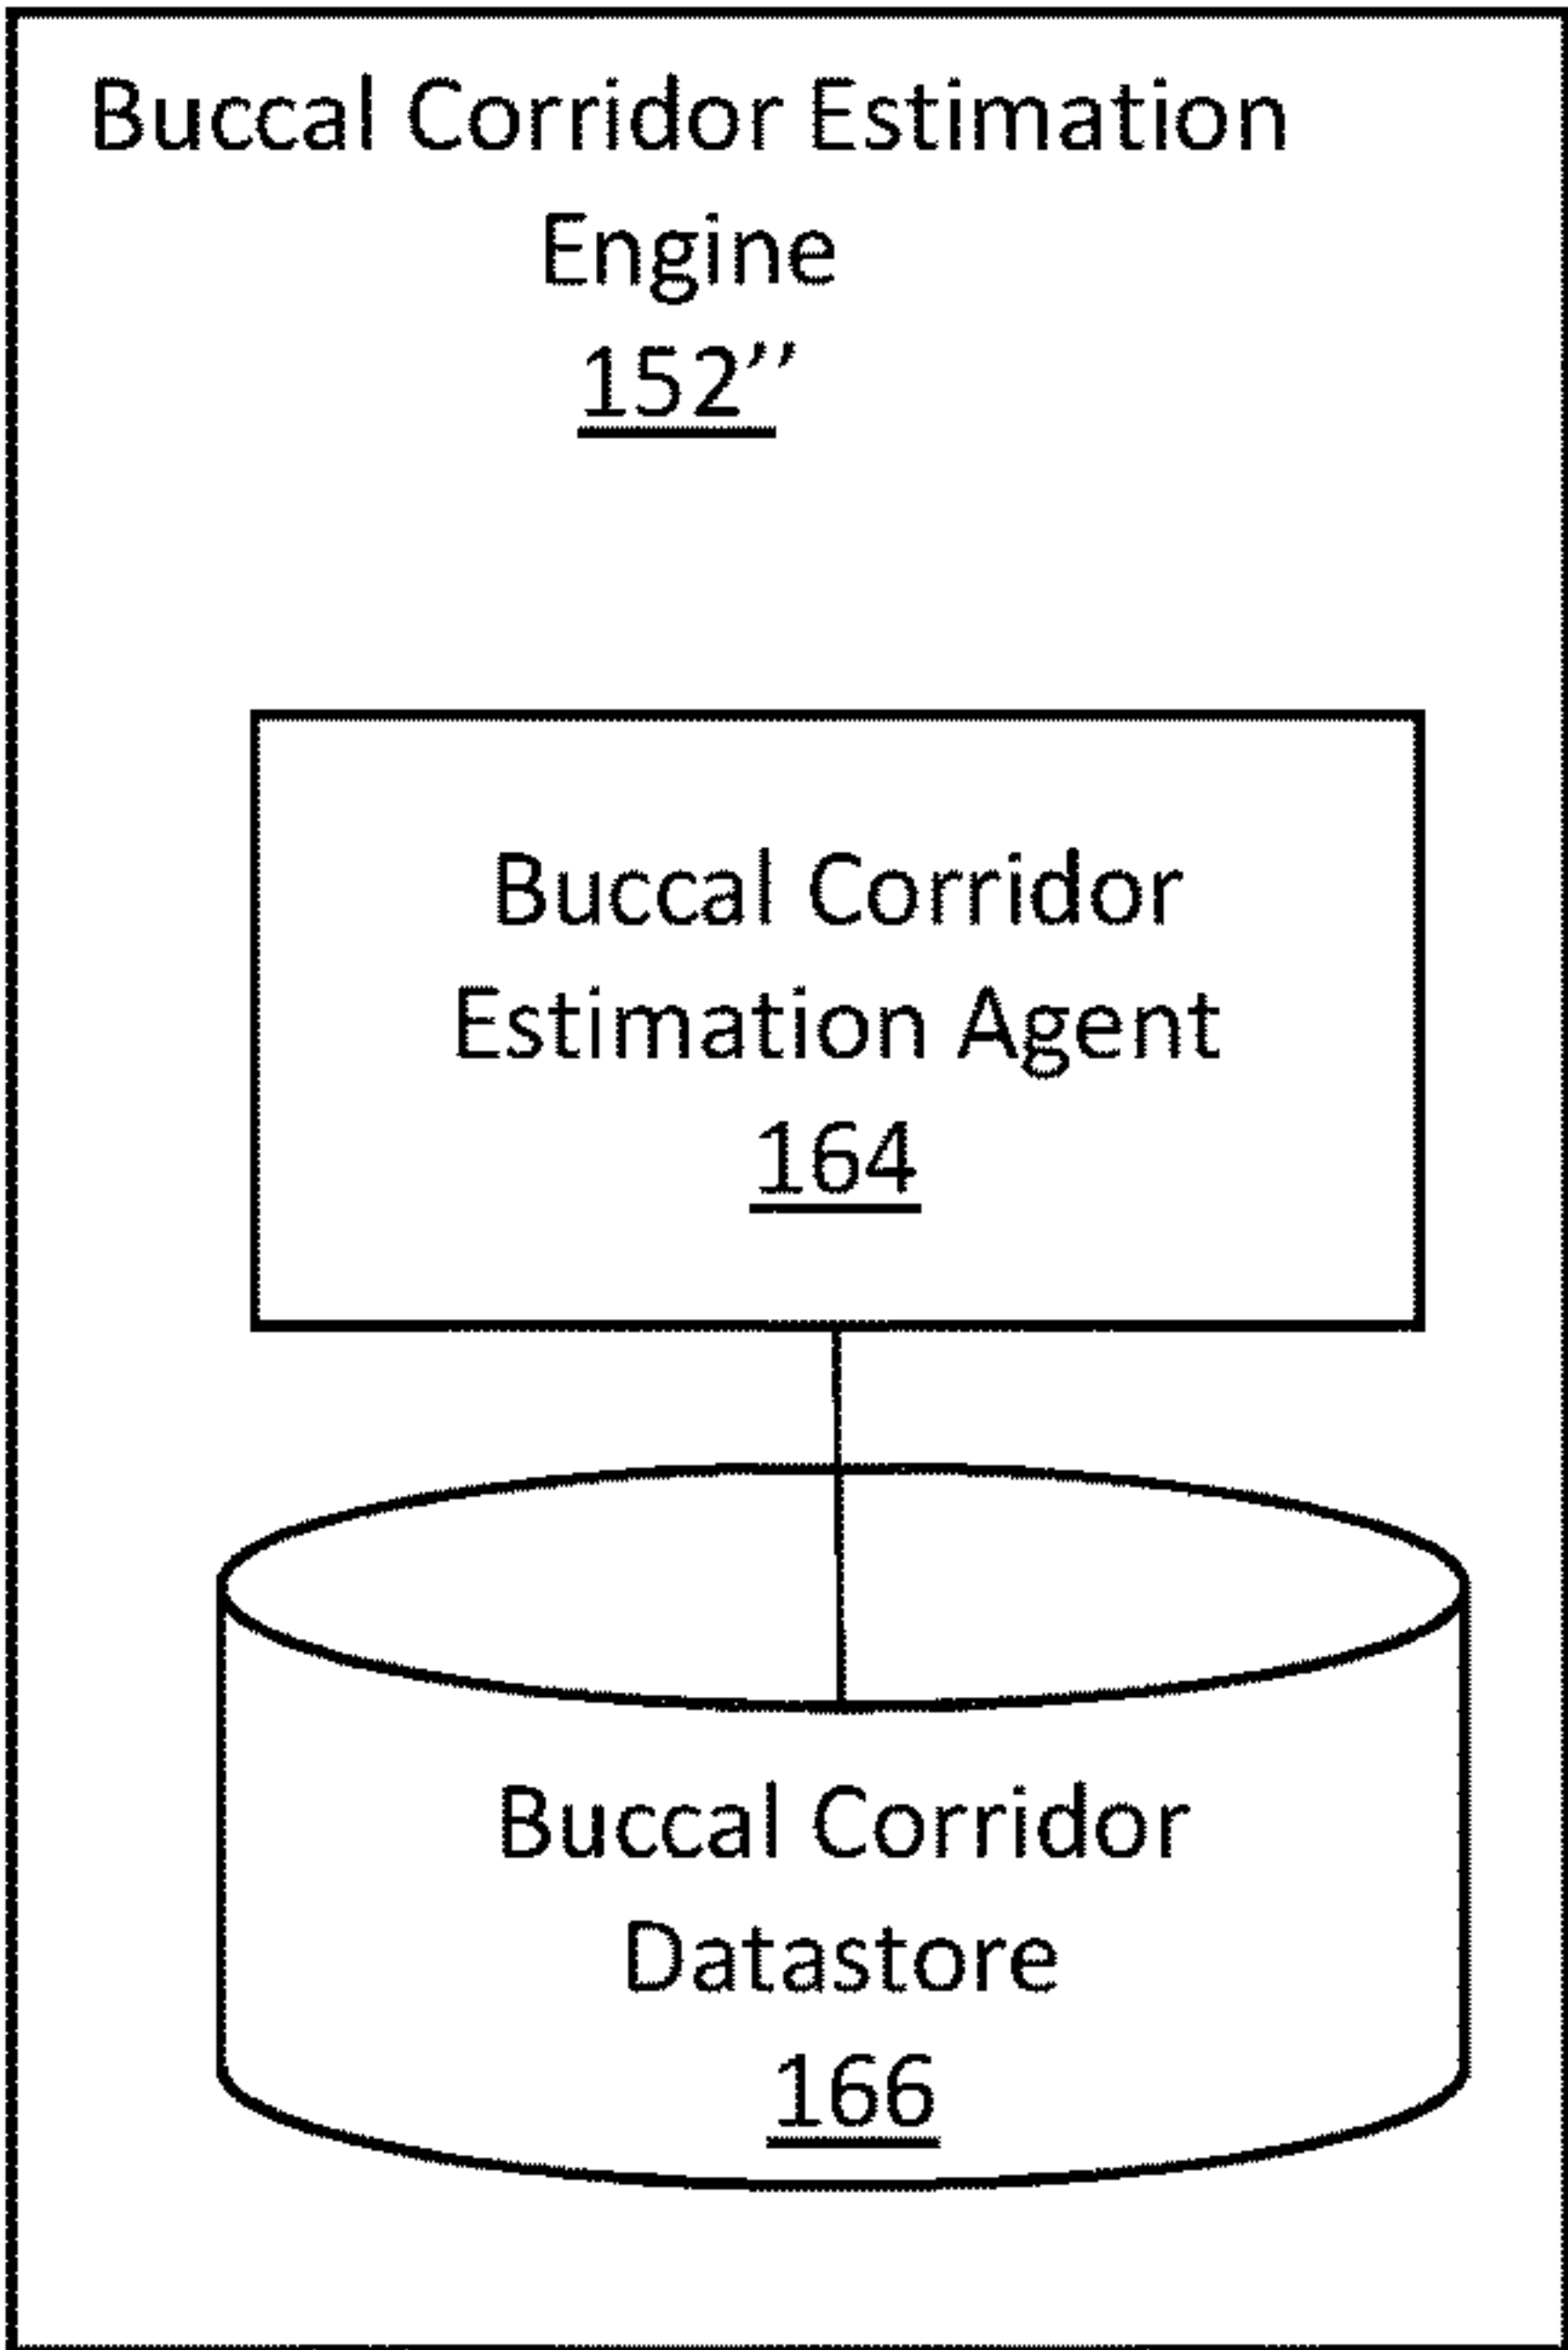 Buccal Corridor Estimation
Engine
152’’
Buccal Corridor
Estimation Agent
164
Buccal Corridor
Datastore
166